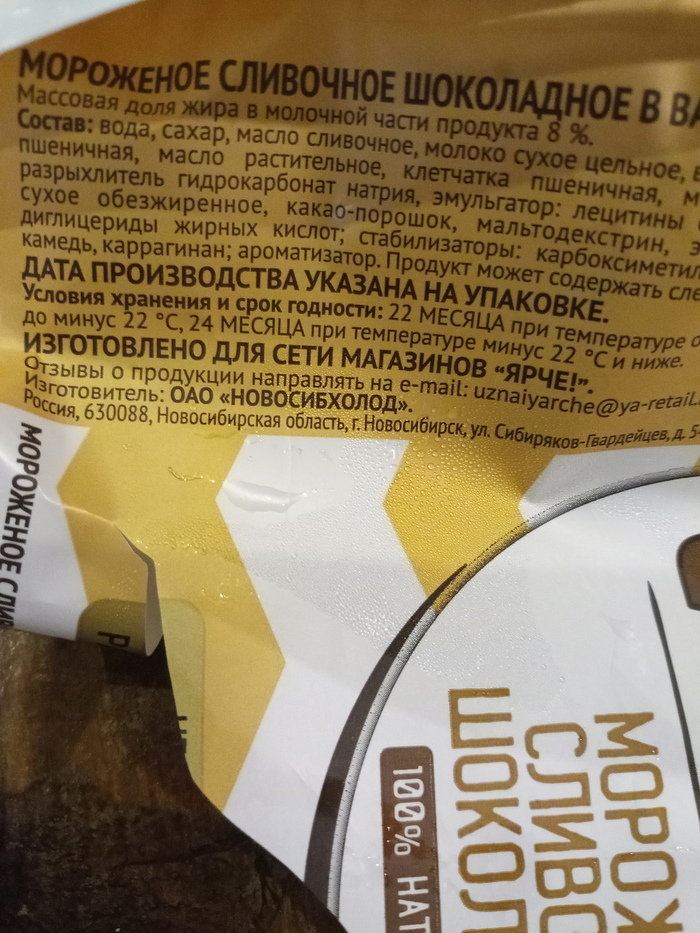 МОРОЖЕНОЕ СЛИВОЧНОЕ ШОКОЛАДНОЕ В ВА
Массовая доля жира в молочной части продукта 8 %.
Состав: вода, сахар, масло сливочное, молоко сухое цельное, в
пшеничная, масло растительное, клетчатка пшеничная, м
разрыхлитель гидрокарбонат натрия, эмульгатор: лецитины
сухое обезжиренное, какао-порошок, мальтодекстрин, э
диглицериды жирных кислот; стабилизаторы: карбоксиметил
камедь, каррагинан; ароматизатор. Продукт может содержать сле
ДАТА ПРОИЗВОДСТВА УКАЗАНА НА УПАКОВКЕ.
Условия хранения и срок годности: 22 МЕСЯЦА при температуре о
до минус 22 °С, 24 МЕСЯЦА при температуре минус 22 °С и ниже.
ИЗГОТОВЛЕНО ДЛЯ СЕТИ МАГАЗИНОВ “ЯРЧЕ!”.
Отзывы о продукции направлять на e-mail: uznaiyarche@ya-retail.
Изготовитель: ОАО «НОВОСИБХОЛОД».
Россия, 630088, Новосибирская область, г. Новосибирск, ул. Сибиряков-Гвардейцев, д. 5
МОРОЖЕНОЕ СЛИВ
МОРОЖ
СЛИВО
ШОКОЛ
100% НАТ